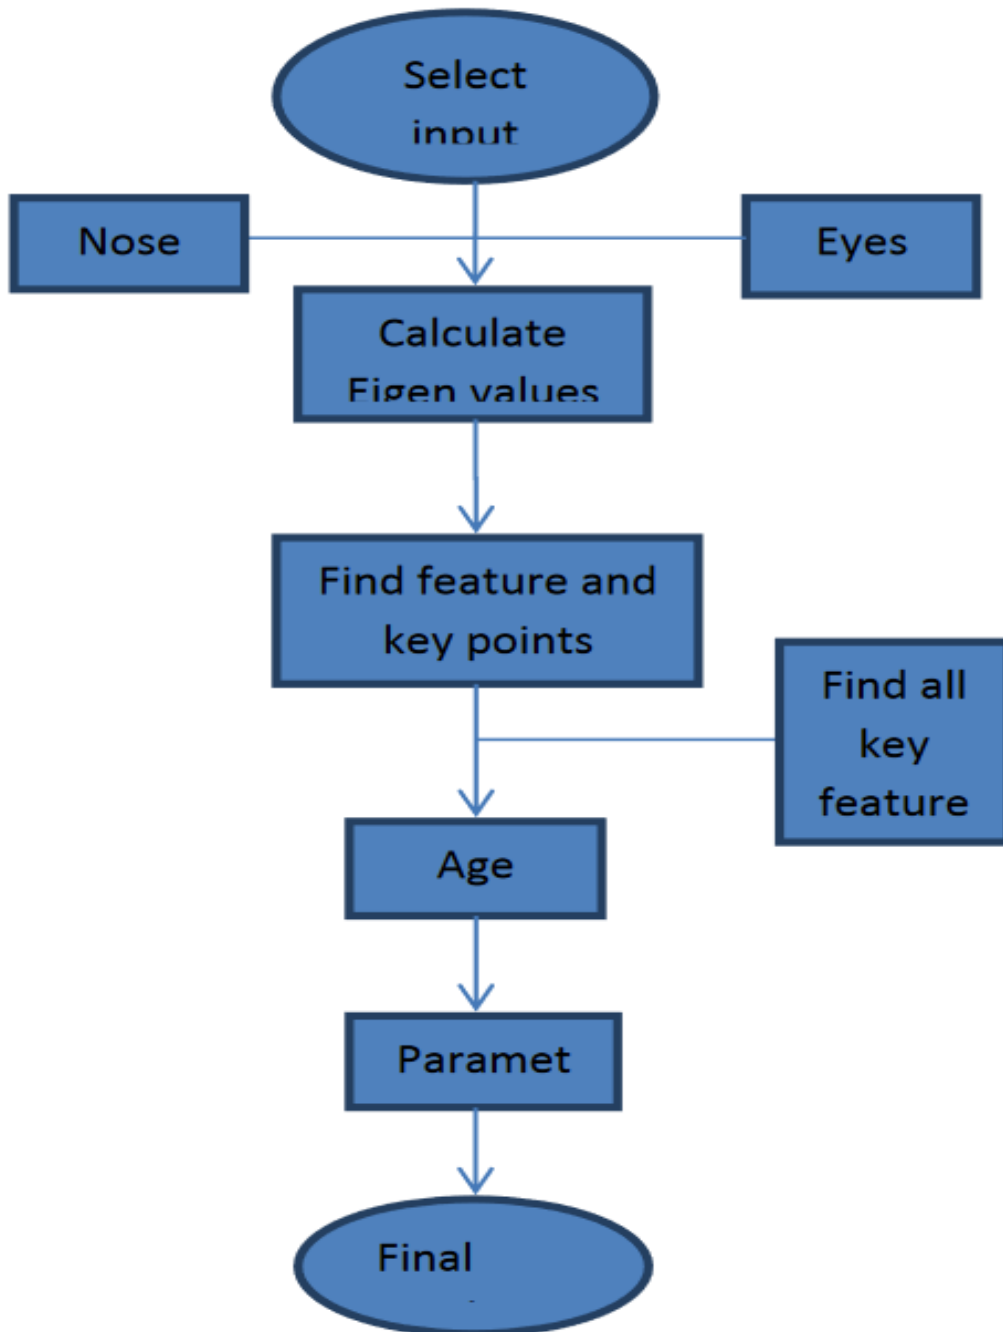 Select
input
Nose
Eyes
Calculate
Eigen values
Find feature and
key points
Find all
key
feature
Age
Paramet
Final